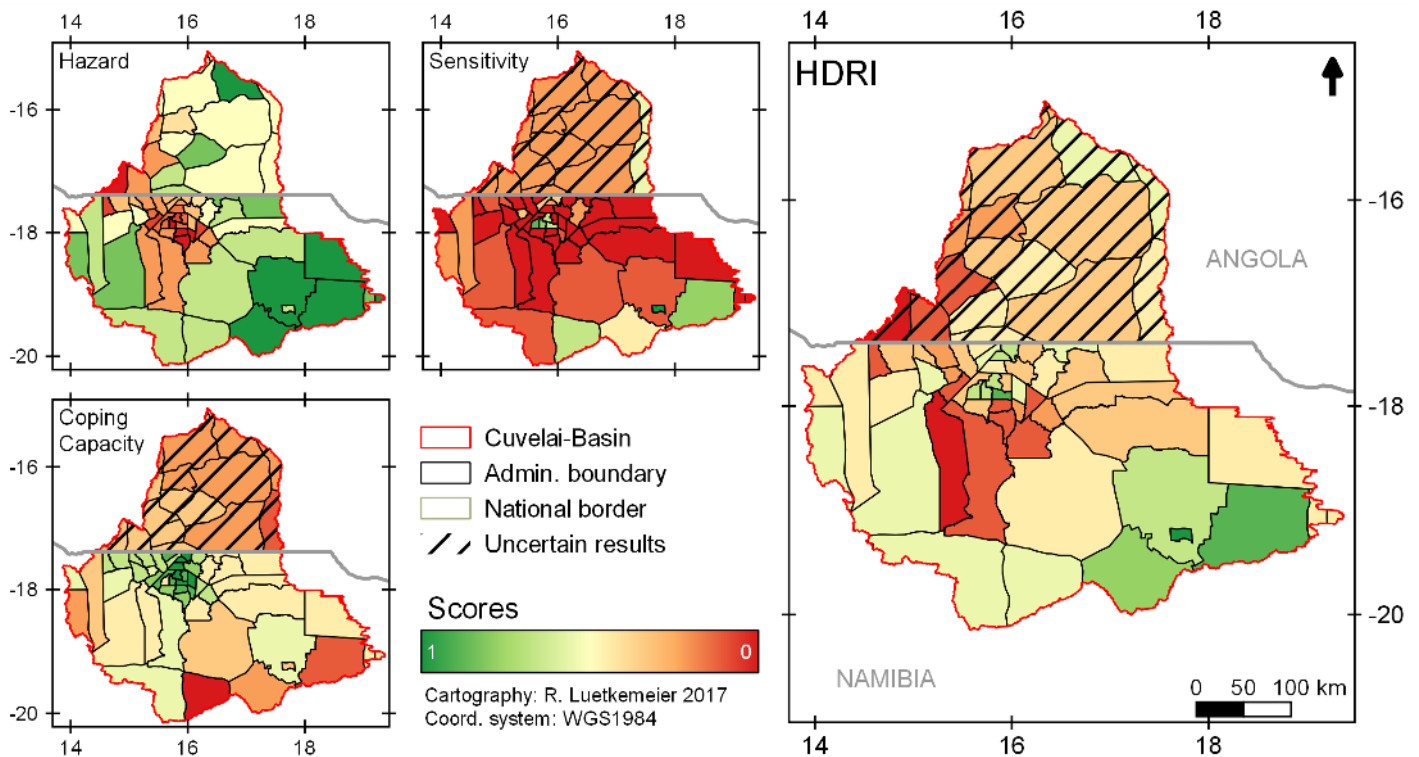 14 16 18
Hazard
-16
-18
-20
14 16 18
Sensitivity
16 18
Coping
Capacity
-16
-18
-20
14 16 18
Cuvelai-Basin
Admin. boundary
National border
Uncertain results
Scores
1 0
Cartography: R. Luetkemeier 2017
Coord. system: WGS1984
14 16 18
HDRI
-16
ANGOLA
-18
-20
NAMIBIA
0 50 100 km
14 16 18